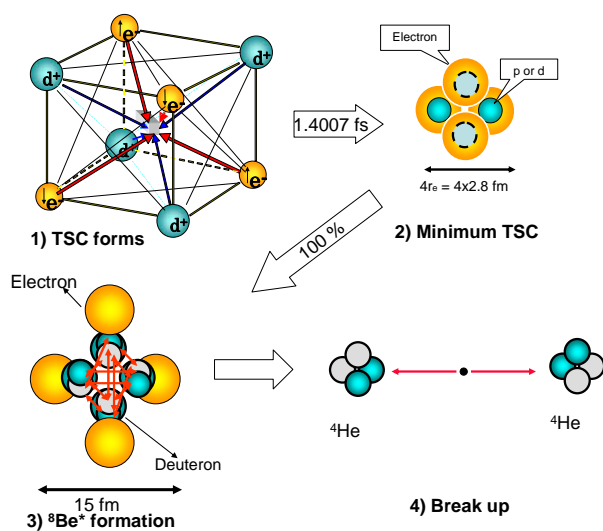 e-
d+
d+
e-
d+
e-
e-
d+
1) TSC forms
1.4007 fs
Electron
p or d
4rₑ = 4x2.8 fm
2) Minimum TSC
100 %
Electron
Deuteron
15 fm
3) ⁸Be* formation
⁴He
⁴He
4) Break up